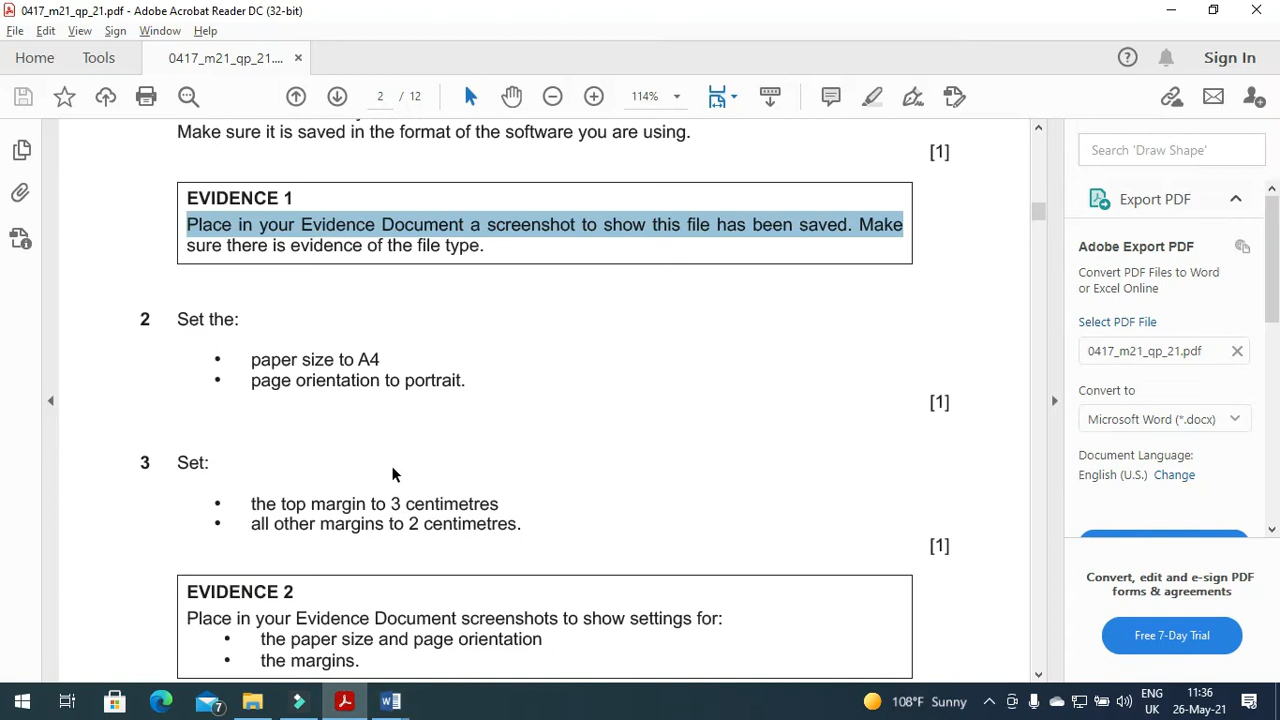 0417_m21_qp_21.pdf - Adobe Acrobat Reader DC (32-bit)
File Edit View Sign Window Help
Home Tools 0417_m21_qp_21.... × Sign In
2 / 12 114%
Make sure it is saved in the format of the software you are using.
[1]
EVIDENCE 1
Place in your Evidence Document a screenshot to show this file has been saved. Make
sure there is evidence of the file type.
2 Set the:
• paper size to A4
• page orientation to portrait.
[1]
3 Set:
• the top margin to 3 centimetres
• all other margins to 2 centimetres.
[1]
EVIDENCE 2
Place in your Evidence Document screenshots to show settings for:
• the paper size and page orientation
• the margins.
Search 'Draw Shape'
Export PDF
Adobe Export PDF
Convert PDF Files to Word
or Excel Online
Select PDF File
0417_m21_qp_21.pdf
Convert to
Microsoft Word (*.docx)
Document Language:
English (U.S.) Change
Convert, edit and e-sign PDF
forms & agreements
Free 7-Day Trial
7
108°F Sunny
ENG
UK
11:36
26-May-21